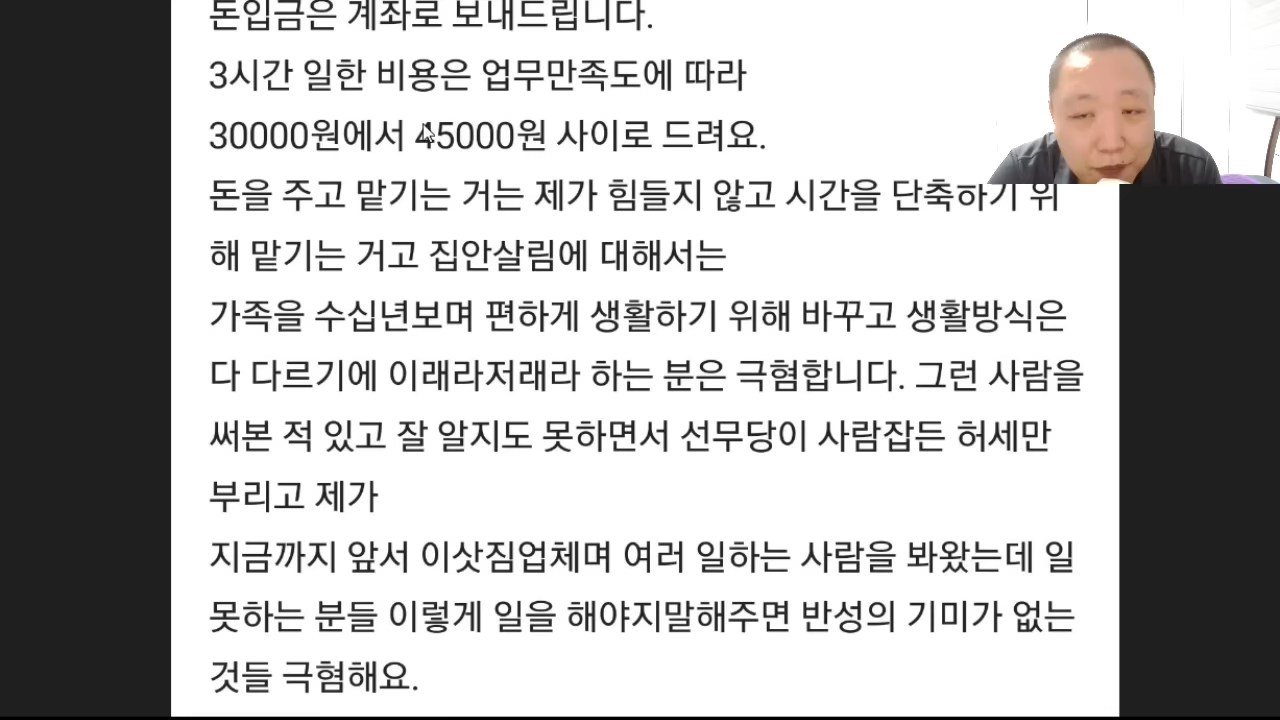 돈입금은 계좌로 보내드립니다.
3시간 일한 비용은 업무만족도에 따라
30000원에서 45000원 사이로 드려요.
돈을 주고 맡기는 거는 제가 힘들지 않고 시간을 단축하기 위
해 맡기는 거고 집안살림에 대해서는
가족을 수십년보며 편하게 생활하기 위해 바꾸고 생활방식은
다 다르기에 이래라저래라 하는 분은 극혐합니다. 그런 사람을
써본 적 있고 잘 알지도 못하면서 선무당이 사람잡든 허세만
부리고 제가
지금까지 앞서 이삿짐업체며 여러 일하는 사람을 봐왔는데 일
못하는 분들 이렇게 일을 해야지말해주면 반성의 기미가 없는
것들 극혐해요.